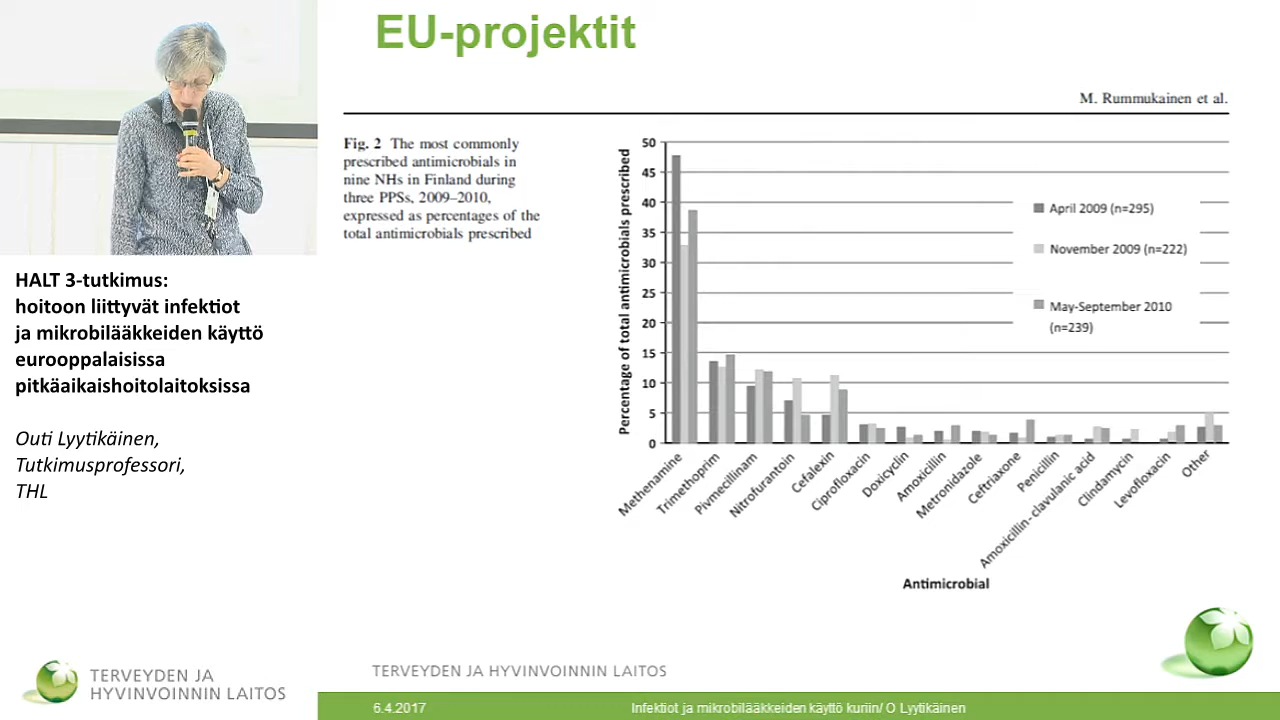 EU-projektit
M. Rummukainen et al.
Fig. 2 The most commonly
prescribed antimicrobials in
nine NHs in Finland during
three PPSs, 2009–2010,
expressed as percentages of the
total antimicrobials prescribed
Percentage of total antimicrobials prescribed
50
45
40
35
30
25
20
15
10
5
0
April 2009 (n=295)
November 2009 (n=222)
May-September 2010
(n=239)
Methenamine
Trimethoprim
Pivmecillinam
Nitrofurantoin
Cefalexin
Ciprofloxacin
Doxicyclin
Amoxicillin
Metronidazole
Ceftriaxone
Penicillin
Amoxicillin- clavulanic acid
Clindamycin
Levofloxacin
Other
Antimicrobial
HALT 3-tutkimus:
hoitoon liittyvät infektiot
ja mikrobilääkkeiden käyttö
eurooppalaisissa
pitkäaikaishoitolaitoksissa
Outi Lyytikäinen,
Tutkimusprofessori,
THL
TERVEYDEN JA
HYVINVOINNIN LAITOS
TERVEYDEN JA HYVINVOINNIN LAITOS
6.4.2017
Infektiot ja mikrobilääkkeiden käyttö kuriin/ O Lyytikäinen